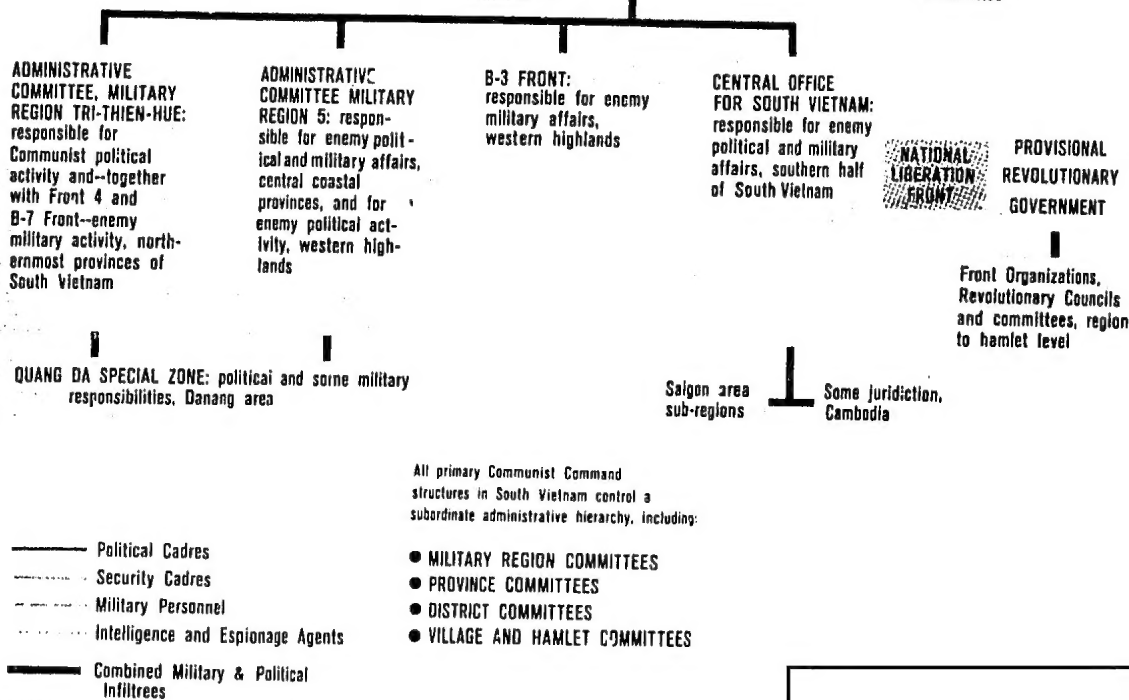 ADMINISTRATIVE
COMMITTEE, MILITARY
REGION TRI-THIEN-HUE:
responsible for
Communist political
activity and--together
with Front 4 and
B-7 Front--enemy
military activity, north-
ernmost provinces of
South Vietnam
ADMINISTRATIVE
COMMITTEE MILITARY
REGION 5: respon-
sible for enemy polit-
ical and military affairs,
central coastal
provinces, and for
enemy political act-
ivity, western high-
lands
B-3 FRONT:
responsible for enemy
military affairs,
western highlands
CENTRAL OFFICE
FOR SOUTH VIETNAM:
responsible for enemy
political and military
affairs, southern half
of South Vietnam
NATIONAL
LIBERATION
FRONT
PROVISIONAL
REVOLUTIONARY
GOVERNMENT
Front Organizations,
Revolutionary Councils
and committees, region
to hamlet level
QUANG DA SPECIAL ZONE: political and some military
responsibilities, Danang area
Saigon area
sub-regions
Some juridiction,
Cambodia
All primary Communist Command
structures in South Vietnam control a
subordinate administrative hierarchy, including:
● MILITARY REGION COMMITTEES
● PROVINCE COMMITTEES
● DISTRICT COMMITTEES
● VILLAGE AND HAMLET COMMITTEES
Political Cadres
Security Cadres
Military Personnel
Intelligence and Espionage Agents
Combined Military & Political
Infiltrees